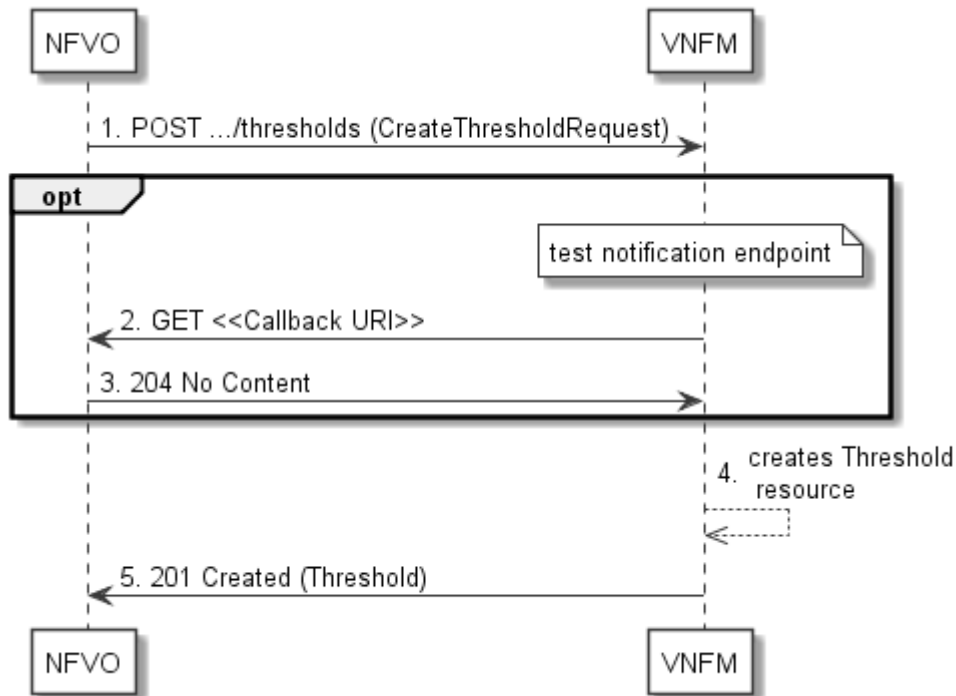 NFVO
VNFM
1. POST .../thresholds (CreateThresholdRequest)
opt
test notification endpoint
2. GET <<Callback URI>>
3. 204 No Content
4. creates Threshold
resource
5. 201 Created (Threshold)
NFVO
VNFM